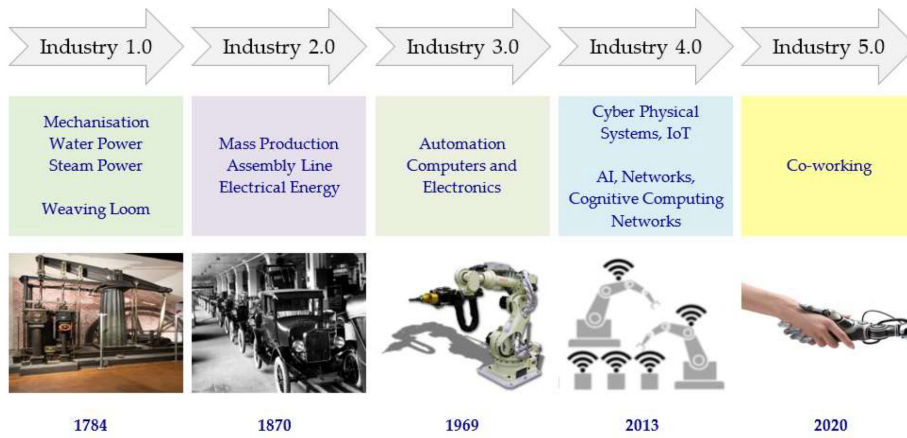 Industry 1.0
Industry 2.0
Industry 3.0
Industry 4.0
Industry 5.0
Mechanisation
Water Power
Steam Power
Weaving Loom
Mass Production
Assembly Line
Electrical Energy
Automation
Computers and
Electronics
Cyber Physical
Systems, IoT
AI, Networks,
Cognitive Computing
Networks
Co-working
1784
1870
1969
2013
2020